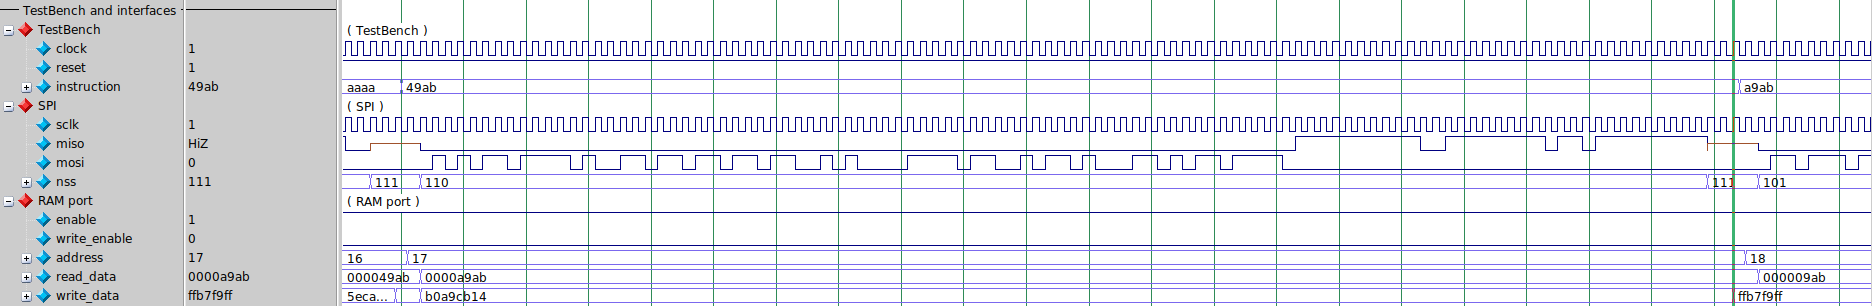 TestBench and interfaces
TestBench
( TestBench )
clock 1
reset 1
instruction 49ab aaaa 49ab a9ab
SPI ( SPI )
sclk 1
miso HiZ
mosi 0
nss 111 111 110 111 101
RAM port ( RAM port )
enable 1
write_enable 0
address 17 16 17 18
read_data 0000a9ab 000049ab 0000a9ab 000009ab
write_data ffb7f9ff 5eca... b0a9cb14 ffb7f9ff